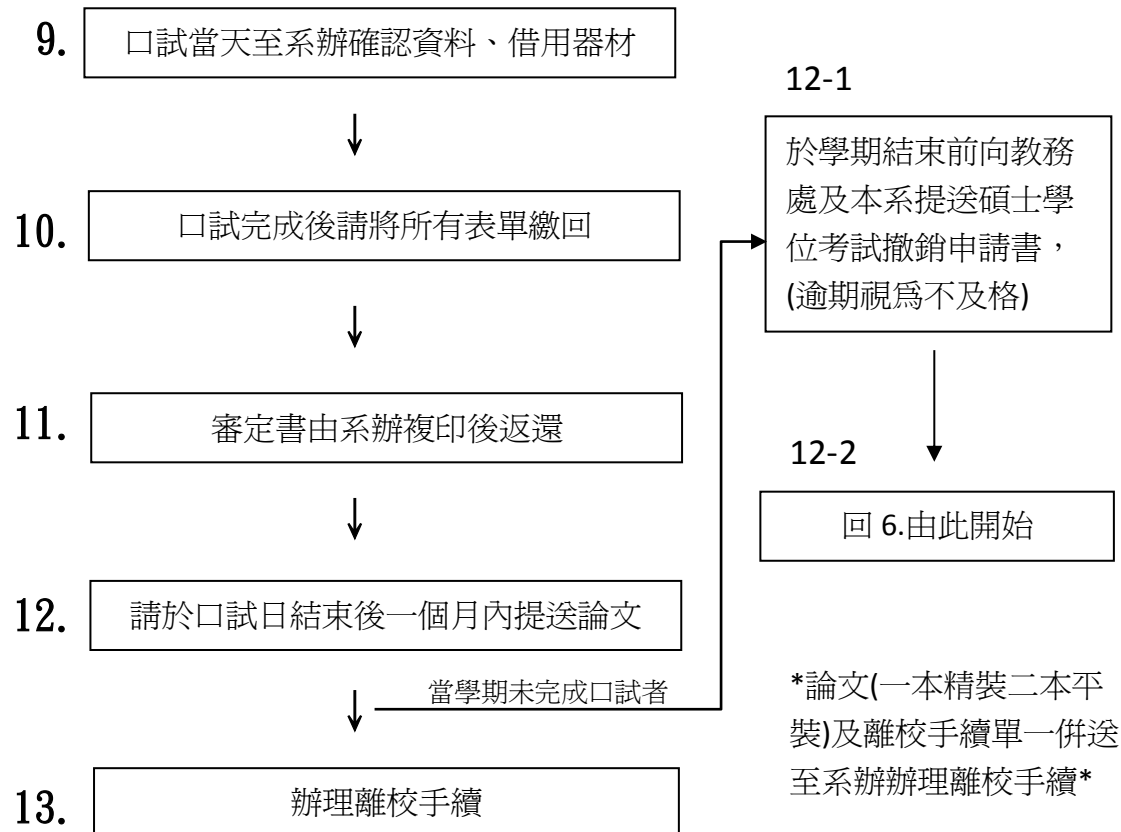 9. 口試當天至系辦確認資料、借用器材
10. 口試完成後請將所有表單繳回
11. 審定書由系辦複印後返還
12. 請於口試日結束後一個月內提送論文
當學期未完成口試者
13. 辦理離校手續
12-1
於學期結束前向教務
處及本系提送碩士學
位考試撤銷申請書，
(逾期視為不及格)
12-2
回 6.由此開始
*論文(一本精裝二本平
裝)及離校手續單一併送
至系辦辦理離校手續*